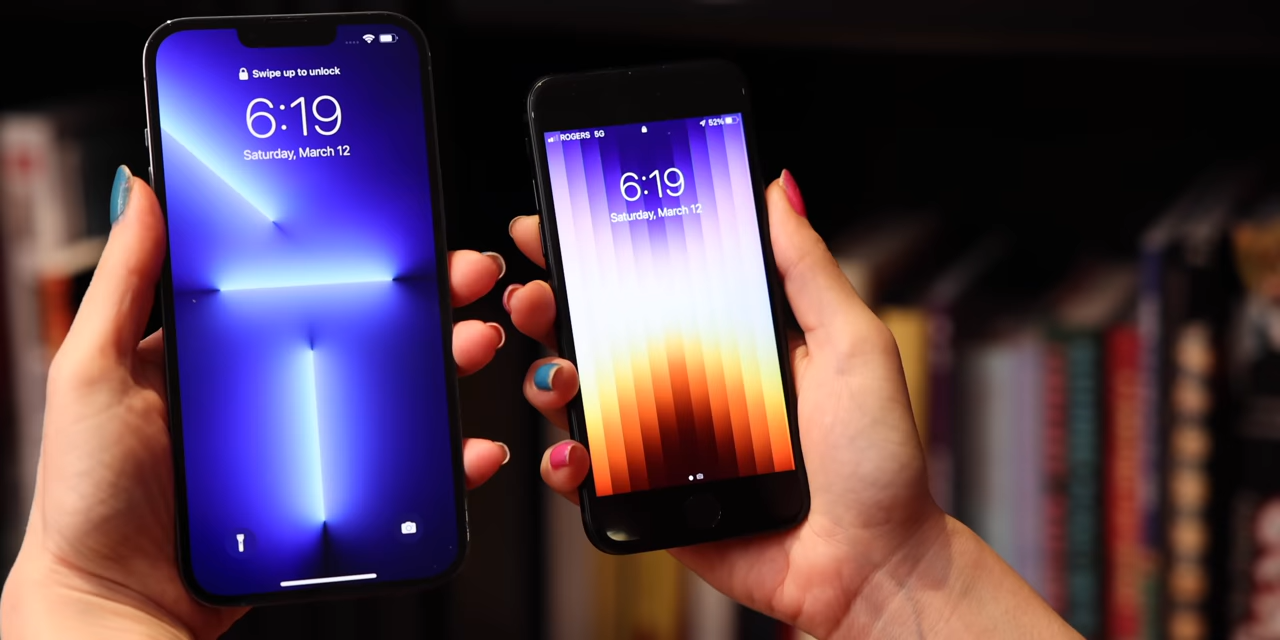 Swipe up to unlock
6:19
Saturday, March 12
ROGERS 5G
52%
6:19
Saturday, March 12